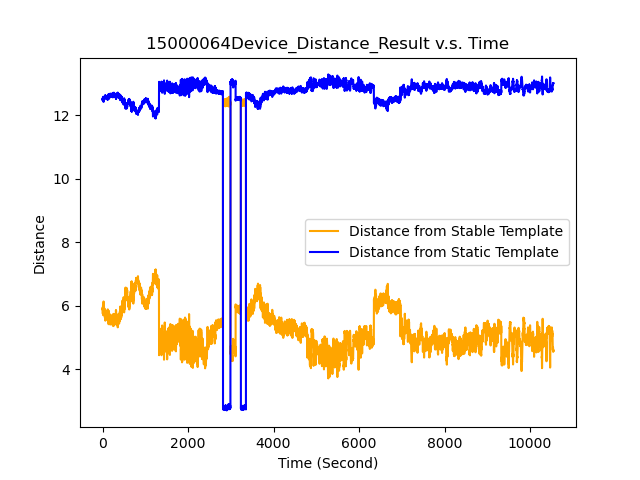 15000064Device_Distance_Result v.s. Time
12
10
8
6
4
Distance
Distance from Stable Template
Distance from Static Template
0 2000 4000 6000 8000 10000
Time (Second)